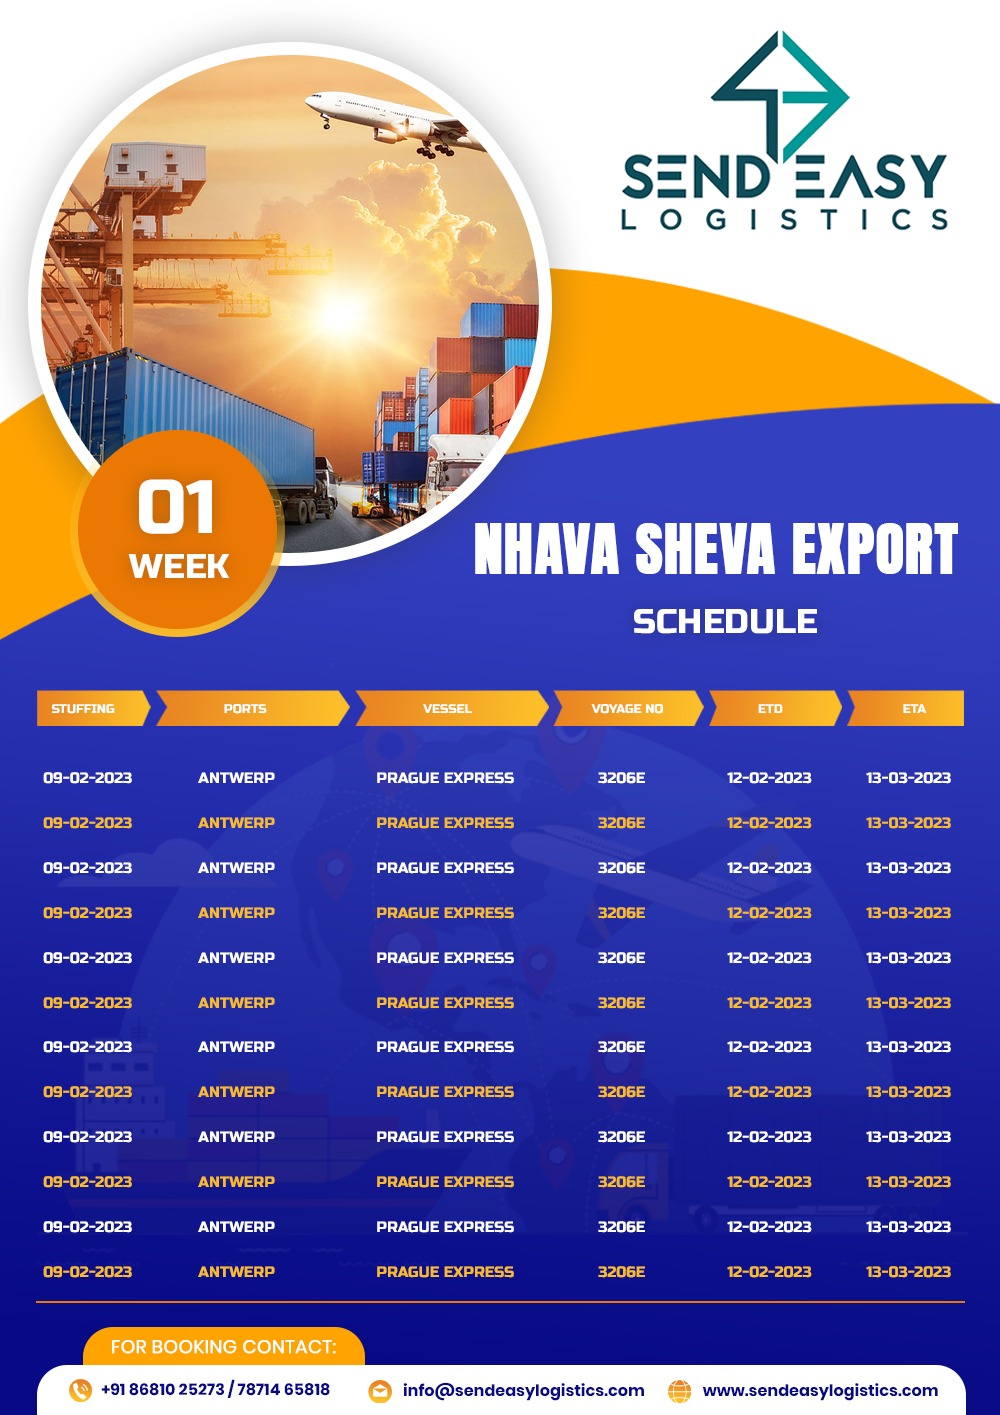 SEND EASY
LOGISTICS
01
WEEK
NHAVA SHEVA EXPORT
SCHEDULE
STUFFING PORTS VESSEL VOYAGE NO ETD ETA
09-02-2023 ANTWERP PRAGUE EXPRESS 3206E 12-02-2023 13-03-2023
09-02-2023 ANTWERP PRAGUE EXPRESS 3206E 12-02-2023 13-03-2023
09-02-2023 ANTWERP PRAGUE EXPRESS 3206E 12-02-2023 13-03-2023
09-02-2023 ANTWERP PRAGUE EXPRESS 3206E 12-02-2023 13-03-2023
09-02-2023 ANTWERP PRAGUE EXPRESS 3206E 12-02-2023 13-03-2023
09-02-2023 ANTWERP PRAGUE EXPRESS 3206E 12-02-2023 13-03-2023
09-02-2023 ANTWERP PRAGUE EXPRESS 3206E 12-02-2023 13-03-2023
09-02-2023 ANTWERP PRAGUE EXPRESS 3206E 12-02-2023 13-03-2023
09-02-2023 ANTWERP PRAGUE EXPRESS 3206E 12-02-2023 13-03-2023
09-02-2023 ANTWERP PRAGUE EXPRESS 3206E 12-02-2023 13-03-2023
09-02-2023 ANTWERP PRAGUE EXPRESS 3206E 12-02-2023 13-03-2023
09-02-2023 ANTWERP PRAGUE EXPRESS 3206E 12-02-2023 13-03-2023
FOR BOOKING CONTACT:
+91 86810 25273 / 78714 65818 info@sendeasylogistics.com www.sendeasylogistics.com